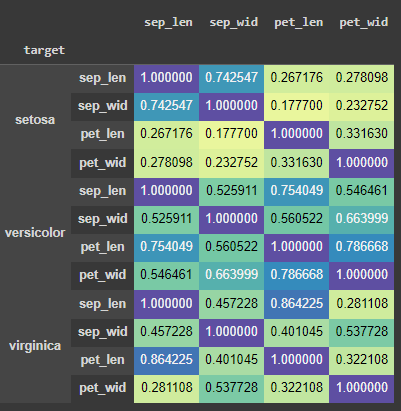 sep_len sep_wid pet_len pet_wid
target
setosa sep_len 1.000000 0.742547 0.267176 0.278098
sep_wid 0.742547 1.000000 0.177700 0.232752
pet_len 0.267176 0.177700 1.000000 0.331630
pet_wid 0.278098 0.232752 0.331630 1.000000
versicolor sep_len 1.000000 0.525911 0.754049 0.546461
sep_wid 0.525911 1.000000 0.560522 0.663999
pet_len 0.754049 0.560522 1.000000 0.786668
pet_wid 0.546461 0.663999 0.786668 1.000000
virginica sep_len 1.000000 0.457228 0.864225 0.281108
sep_wid 0.457228 1.000000 0.401045 0.537728
pet_len 0.864225 0.401045 1.000000 0.322108
pet_wid 0.281108 0.537728 0.322108 1.000000